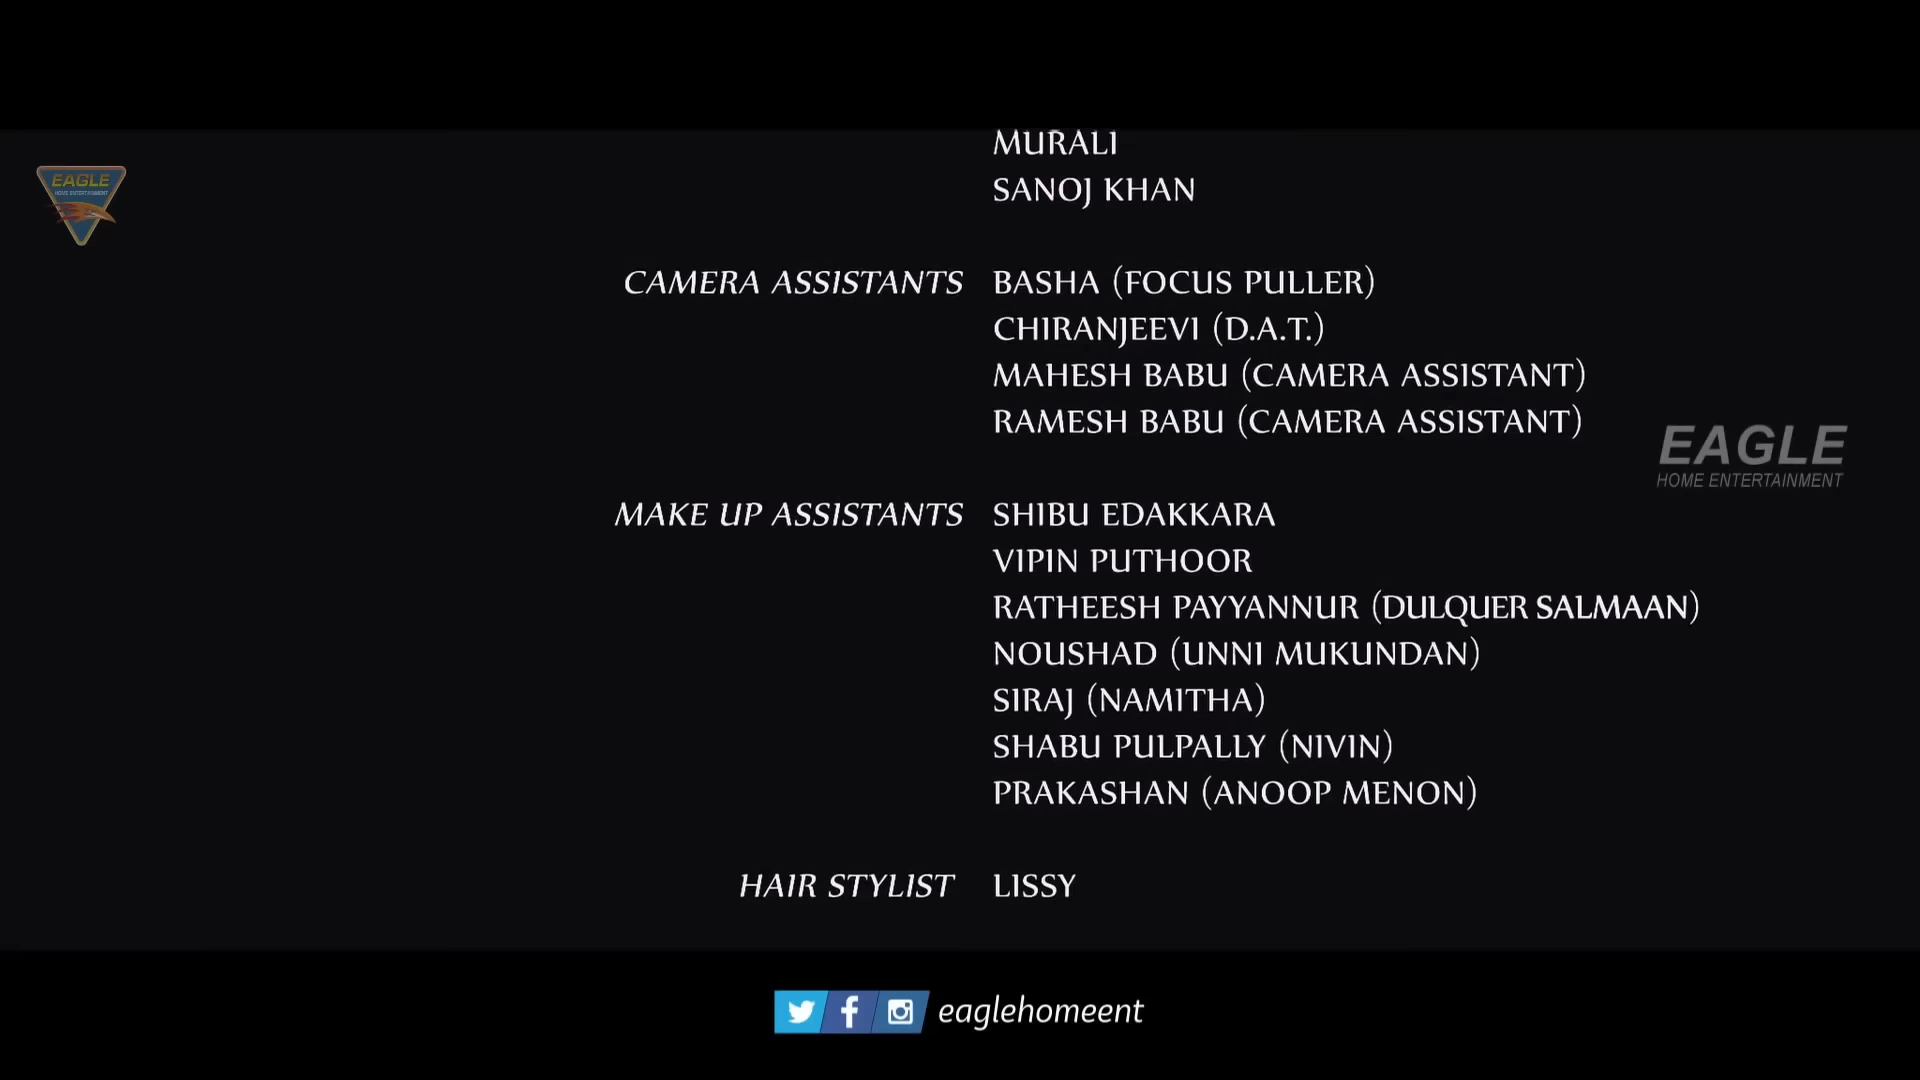 MURALI
SANOJ KHAN
EAGLE
HOME ENTERTAINMENT
CAMERA ASSISTANTS BASHA (FOCUS PULLER)
CHIRANJEEVI (D.A.T.)
MAHESH BABU (CAMERA ASSISTANT)
RAMESH BABU (CAMERA ASSISTANT)
EAGLE
HOME ENTERTAINMENT
MAKE UP ASSISTANTS SHIBU EDAKKARA
VIPIN PUTHOOR
RATHEESH PAYYANNUR (DULQUER SALMAAN)
NOUSHAD (UNNI MUKUNDAN)
SIRAJ (NAMITHA)
SHABU PULPALLY (NIVIN)
PRAKASHAN (ANOOP MENON)
HAIR STYLIST LISSY
eaglehomeent